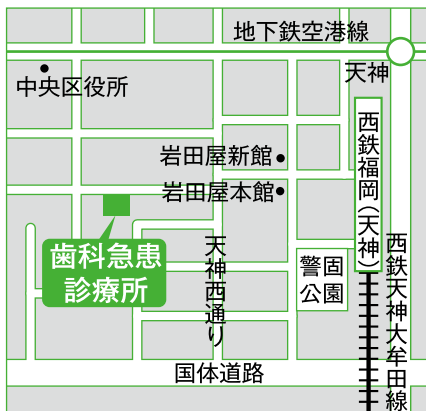 地下鉄空港線
天神
中央区役所
西鉄福岡(天神)
岩田屋新館
岩田屋本館
歯科急患
診療所
天神西通り
警固
公園
西鉄天神大牟田線
国体道路